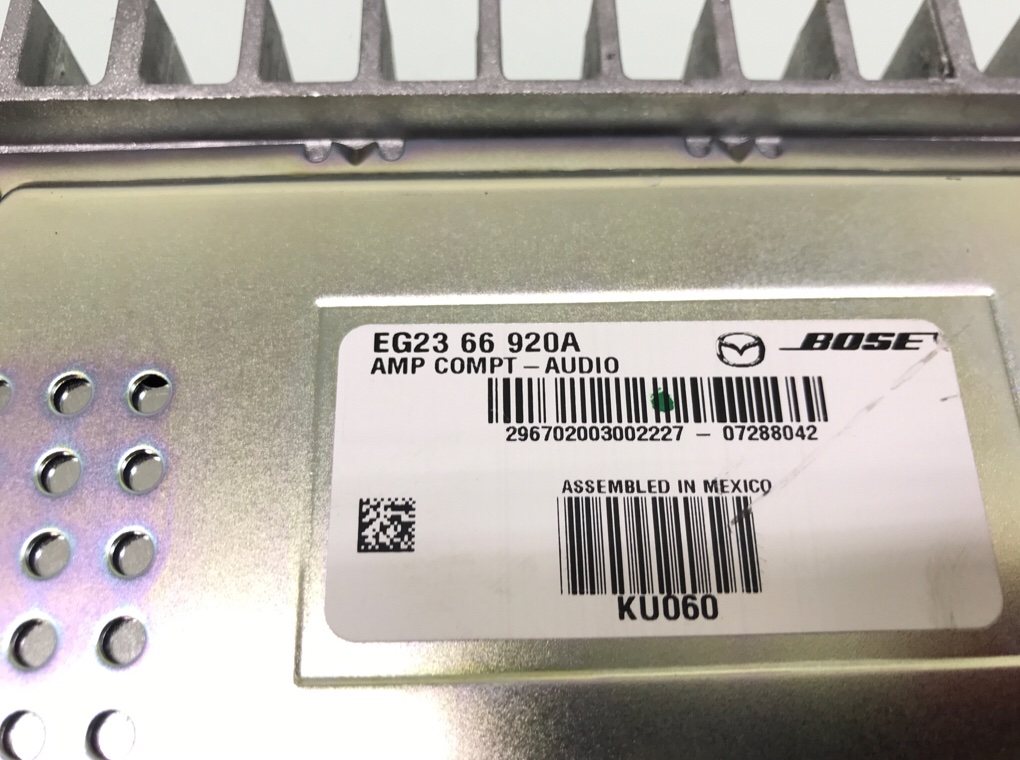 EG23 66 920A
BOSE
AMP COMPT – AUDIO
296702003002227 – 07288042
ASSEMBLED IN MEXICO
KU060